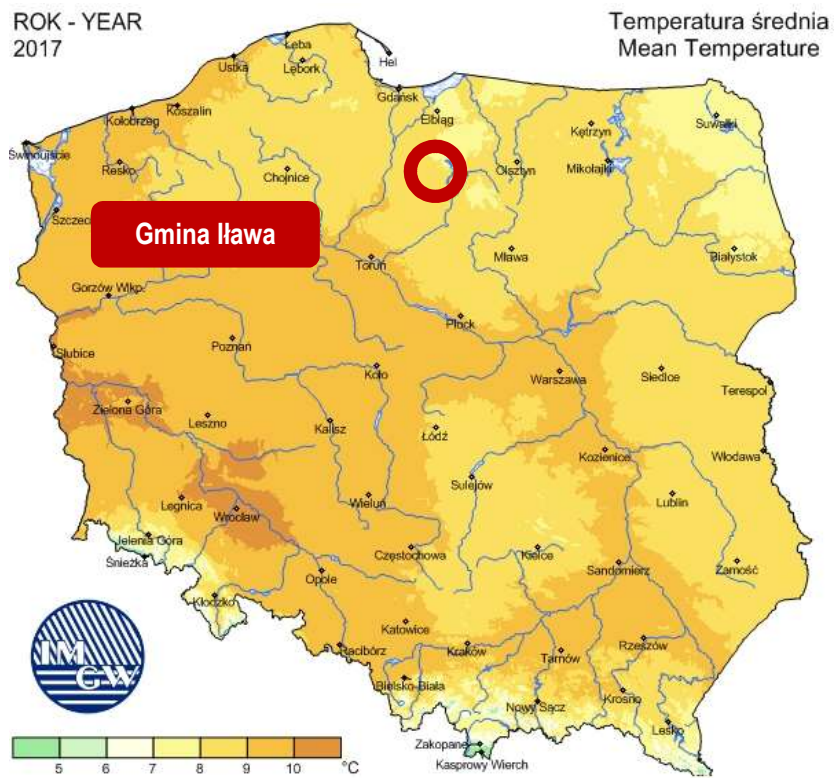 ROK - YEAR
2017
Temperatura średnia
Mean Temperature
Łeba
Hel
Ustka
Lębork
Gdańsk
Koszalin
Kołobrzeg
Elbląg
Kętrzyn
Suwałki
Świnoujście
Resko
Chojnice
Olsztyn
Mikołajki
Szczec
Gmina Iława
Toruń
Mława
Białystok
Gorzów Wlkp.
Płock
Słubice
Poznań
Koło
Warszawa
Siedlce
Terespol
Zielona Góra
Leszno
Kalisz
Łódź
Kozienice
Włodawa
Sulejów
Legnica
Wrocław
Wieluń
Lublin
Jelenia Góra
Śnieżka
Częstochowa
Kielce
Sandomierz
Zamość
Opole
Kłodzko
Katowice
Racibórz
Kraków
Tarnów
Rzeszów
Bielsko-Biała
Nowy Sącz
Krosno
Lesko
Zakopane
Kasprowy Wierch
IM
GW
5 6 7 8 9 10 °C